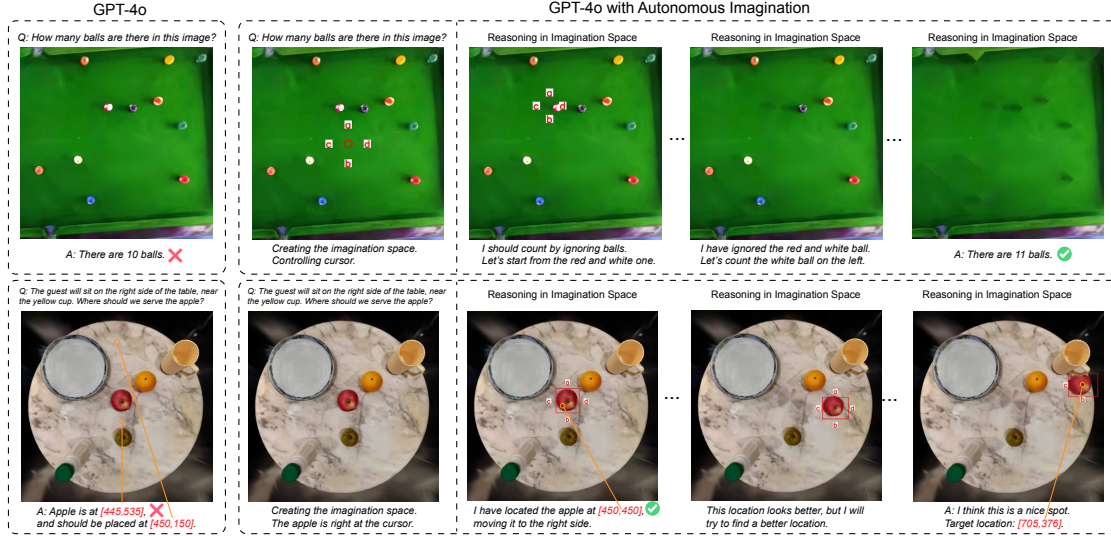 GPT-4o
GPT-4o with Autonomous Imagination
Q: How many balls are there in this image?
A: There are 10 balls.
Q: How many balls are there in this image?
a
c
d
b
Creating the imagination space.
Controlling cursor.
Reasoning in Imagination Space
a
c
d
b
I should count by ignoring balls.
Let's start from the red and white one.
...
Reasoning in Imagination Space
I have ignored the red and white ball.
Let's count the white ball on the left.
...
Reasoning in Imagination Space
A: There are 11 balls.
Q: The guest will sit on the right side of the table, near
the yellow cup. Where should we serve the apple?
A: Apple is at [445.535],
and should be placed at [450,150].
Q: The guest will sit on the right side of the table, near
the yellow cup. Where should we serve the apple?
Creating the imagination space.
The apple is right at the cursor.
Reasoning in Imagination Space
a
c
d
b
I have located the apple at [450,450],
moving it to the right side.
...
Reasoning in Imagination Space
a
c
d
b
This location looks better, but I will
try to find a better location.
...
Reasoning in Imagination Space
c
b
A: I think this is a nice spot.
Target location: [705,376].